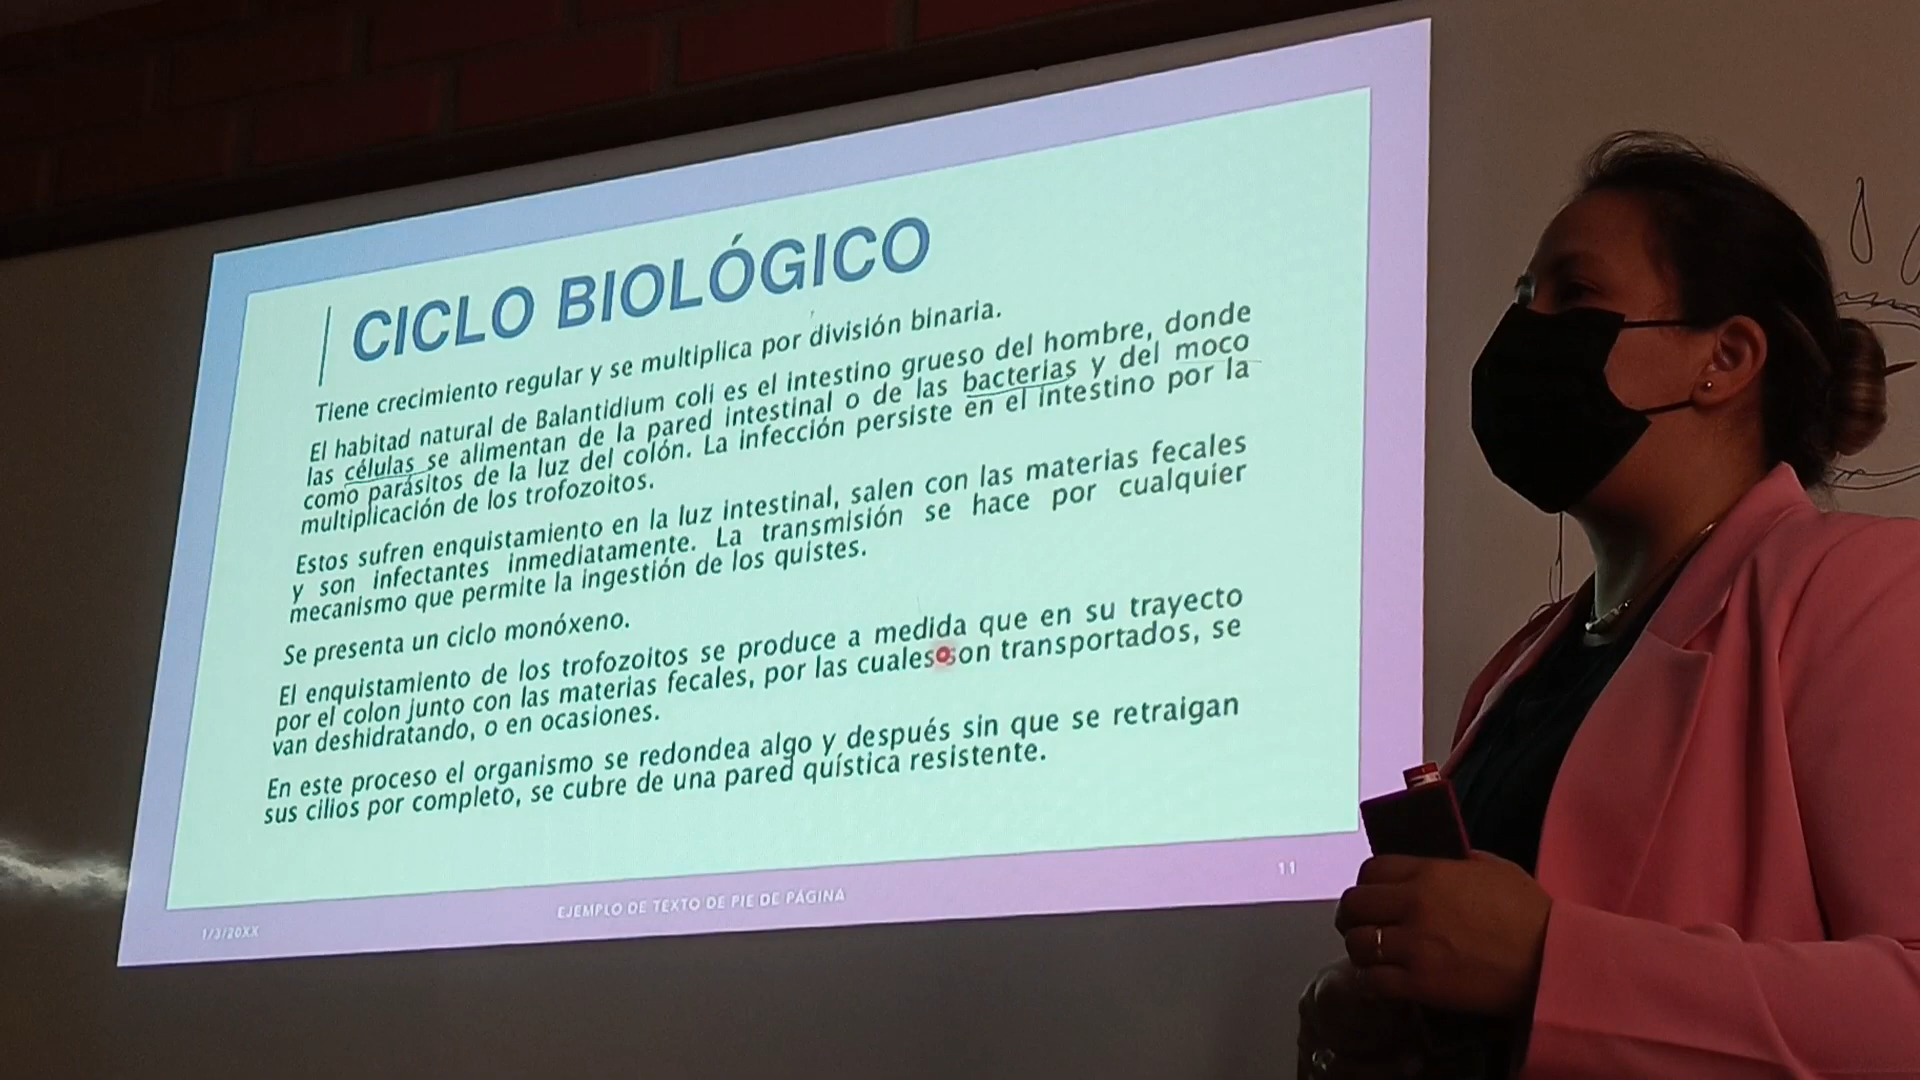 CICLO BIOLÓGICO
Tiene crecimiento regular y se multiplica por división binaria.
El habitad natural de Balantidium coli es el intestino grueso del hombre, donde
las células se alimentan de la pared intestinal o de las bacterias y del moco
como parásitos de la luz del colón. La infección persiste en el intestino por la
multiplicación de los trofozoitos.
Estos sufren enquistamiento en la luz intestinal, salen con las materias fecales
y son infectantes inmediatamente. La transmisión se hace por cualquier
mecanismo que permite la ingestión de los quistes.
Se presenta un ciclo monóxeno.
El enquistamiento de los trofozoitos se produce a medida que en su trayecto
por el colon junto con las materias fecales, por las cuales son transportados, se
van deshidratando, o en ocasiones.
En este proceso el organismo se redondea algo y después sin que se retraigan
sus cilios por completo, se cubre de una pared quística resistente.
1/3/20XX
EJEMPLO DE TEXTO DE PIE DE PÁGINA
11